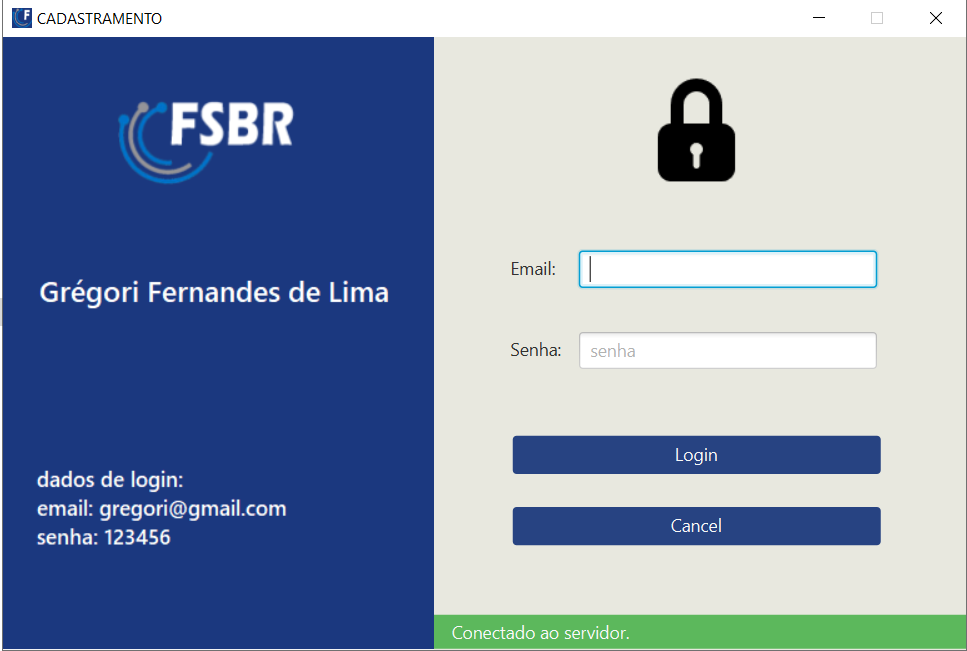 CADASTRAMENTO
FSBR
Grégori Fernandes de Lima
dados de login:
email: gregori@gmail.com
senha: 123456
Email:
Senha: senha
Login
Cancel
Conectado ao servidor.